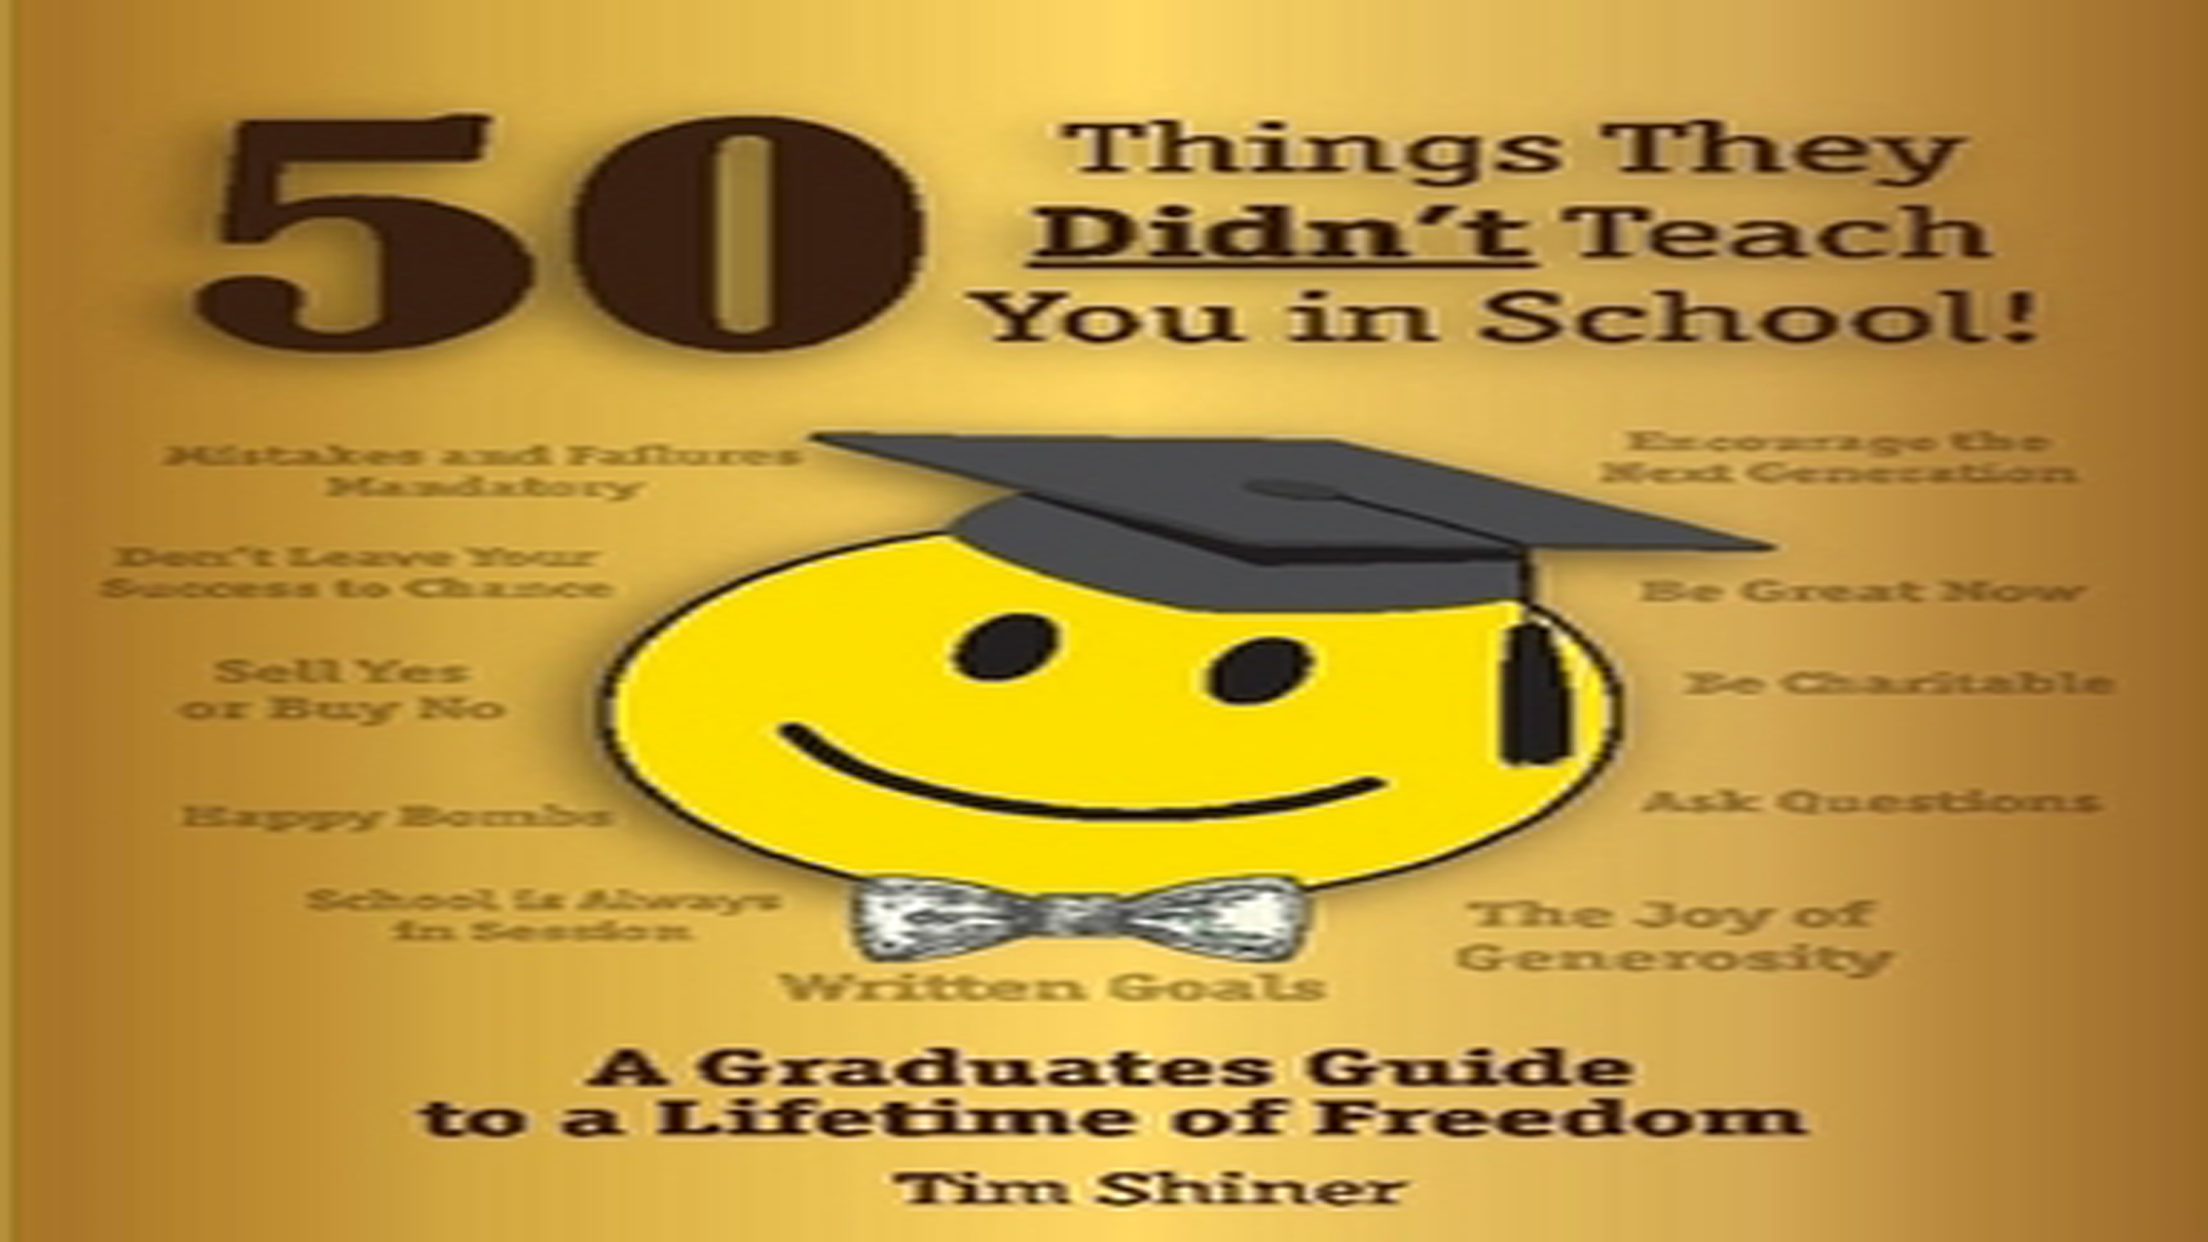 50 Things They
Didn't Teach
You in School!
Mistakes and Failures
Mandatory
Encourage the
Next Generation
Don't Leave Your
Success to Chance
Be Great Now
Sell Yes
or Buy No
Be Charitable
Happy Bombs
Ask Questions
School is Always
in Session
The Joy of
Generosity
Written Goals
A Graduates Guide
to a Lifetime of Freedom
Tim Shiner